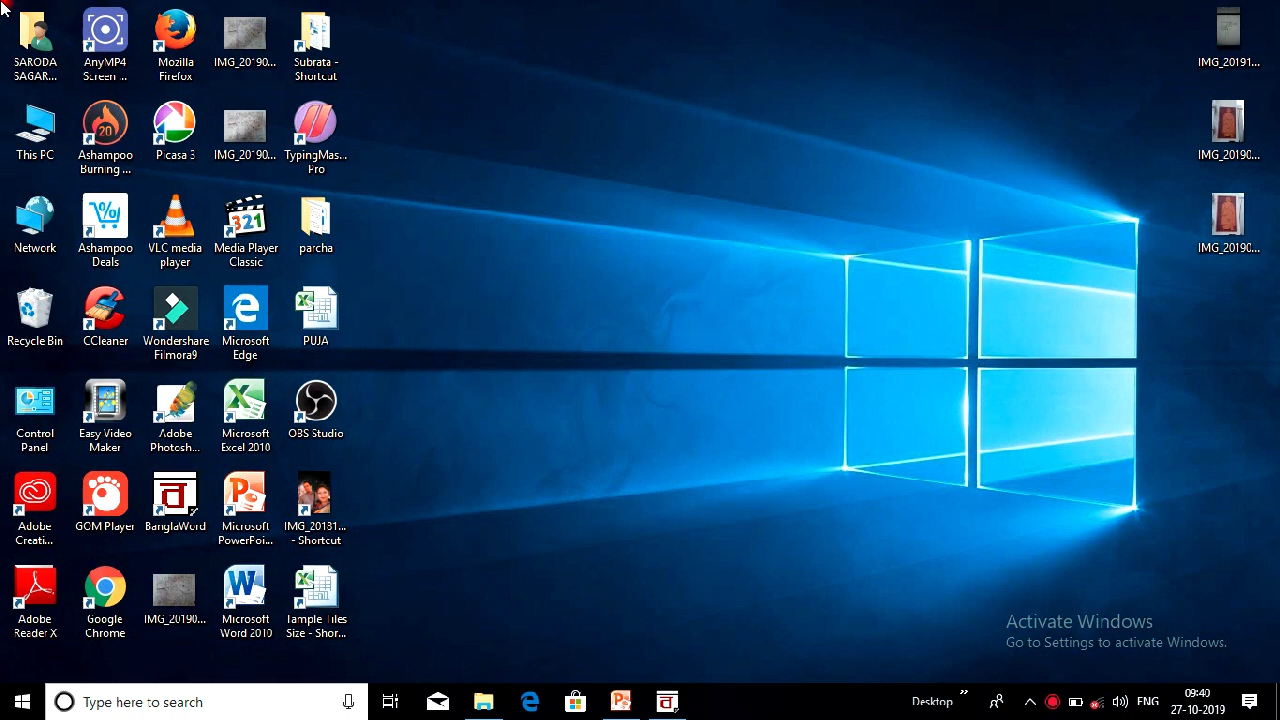 SARODA
SAGAR...
AnyMP4
Screen ...
Mozilla
Firefox
IMG_20190...
Subrata -
Shortcut
IMG_20191...
This PC
Ashampoo
Burning ...
Picasa 3
IMG_20190...
TypingMas...
Pro
IMG_20190...
Network
Ashampoo
Deals
VLC media
player
321
Media Player
Classic
parcha
IMG_20190...
Recycle Bin
CCleaner
Wondershare
Filmora9
Microsoft
Edge
PUJA
Control
Panel
Easy Video
Maker
Adobe
Photosh...
Microsoft
Excel 2010
OBS Studio
Adobe
Creati...
GOM Player
BanglaWord
Microsoft
PowerPoi...
IMG_20181...
- Shortcut
Adobe
Reader X
Google
Chrome
IMG_20190...
Microsoft
Word 2010
Tample Tiles
Size - Shor...
Activate Windows
Go to Settings to activate Windows.
Type here to search
Desktop
ENG
09:40
27-10-2019